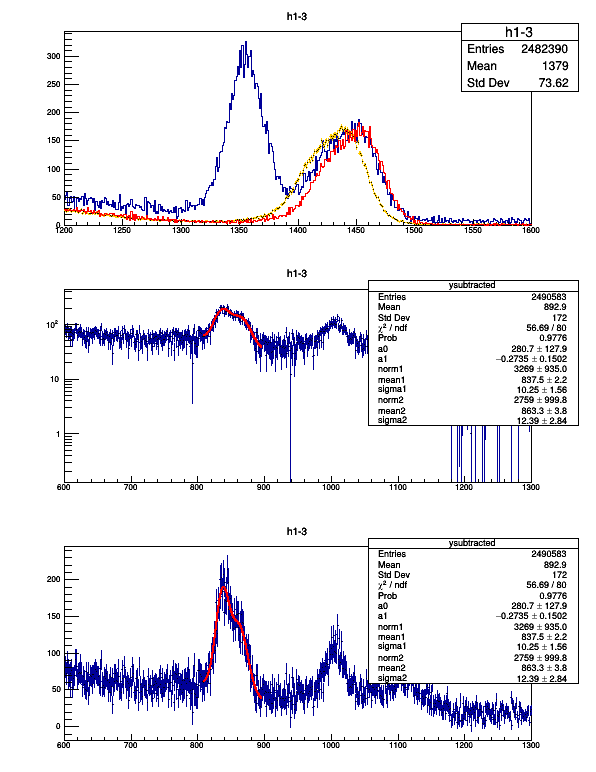 h1-3
h1-3
Entries 2482390
Mean 1379
Std Dev 73.62
300
250
200
150
100
50
0
1200 1250 1300 1350 1400 1450 1500 1550 1600
h1-3
ysubtracted
Entries 2490583
Mean 892.9
Std Dev 172
χ² / ndf 56.69 / 80
Prob 0.9776
a0 280.7 ± 127.9
a1 −0.2735 ± 0.1502
norm1 3269 ± 935.0
mean1 837.5 ± 2.2
sigma1 10.25 ± 1.56
norm2 2759 ± 999.8
mean2 863.3 ± 3.8
sigma2 12.39 ± 2.84
10²
10
1
600 700 800 900 1000 1100 1200 1300
h1-3
ysubtracted
Entries 2490583
Mean 892.9
Std Dev 172
χ² / ndf 56.69 / 80
Prob 0.9776
a0 280.7 ± 127.9
a1 −0.2735 ± 0.1502
norm1 3269 ± 935.0
mean1 837.5 ± 2.2
sigma1 10.25 ± 1.56
norm2 2759 ± 999.8
mean2 863.3 ± 3.8
sigma2 12.39 ± 2.84
200
150
100
50
0
600 700 800 900 1000 1100 1200 1300